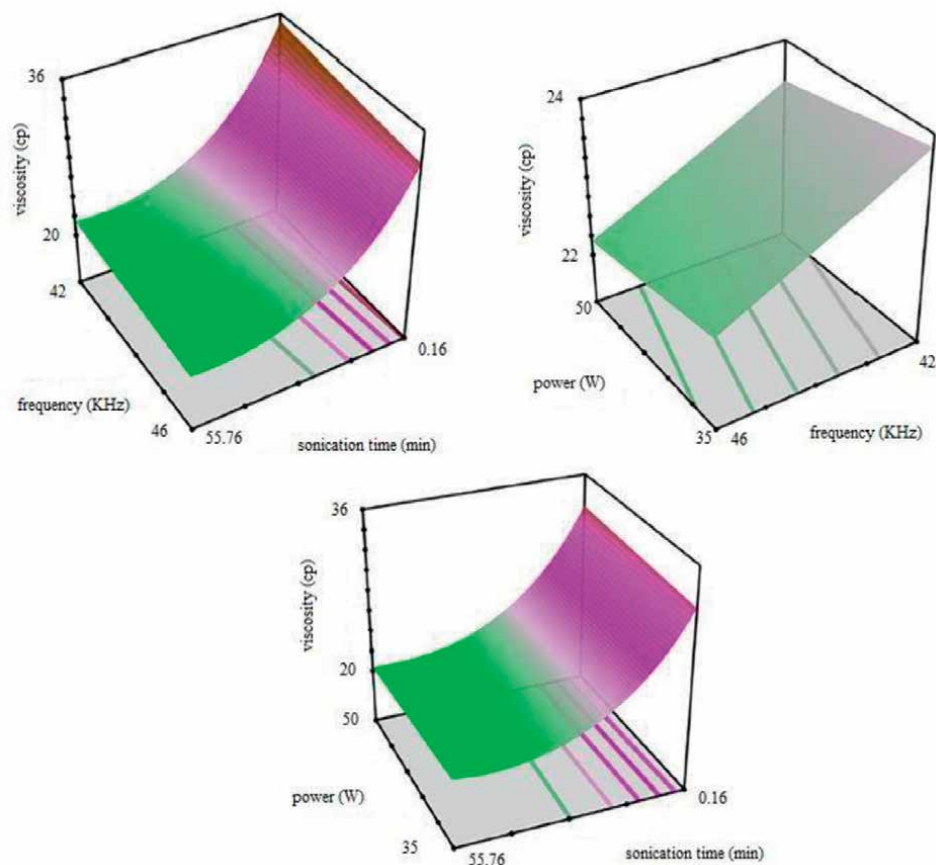 36
viscosity (cp)
20
42
frequency (KHz)
46
55.76
sonication time (min)
0.16
24
viscosity (cp)
22
50
power (W)
35
46
frequency (KHz)
42
36
viscosity (cp)
20
50
power (W)
35
55.76
sonication time (min)
0.16